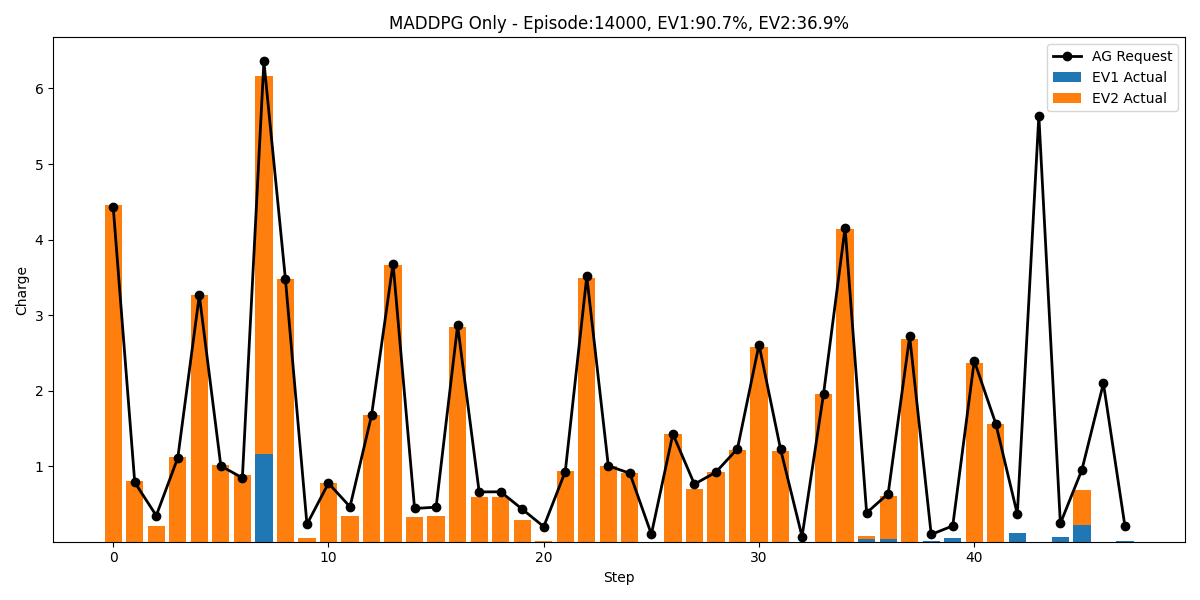 MADDPG Only - Episode:14000, EV1:90.7%, EV2:36.9%
AG Request
EV1 Actual
EV2 Actual
Charge
6
5
4
3
2
1
0
10
20
30
40
Step